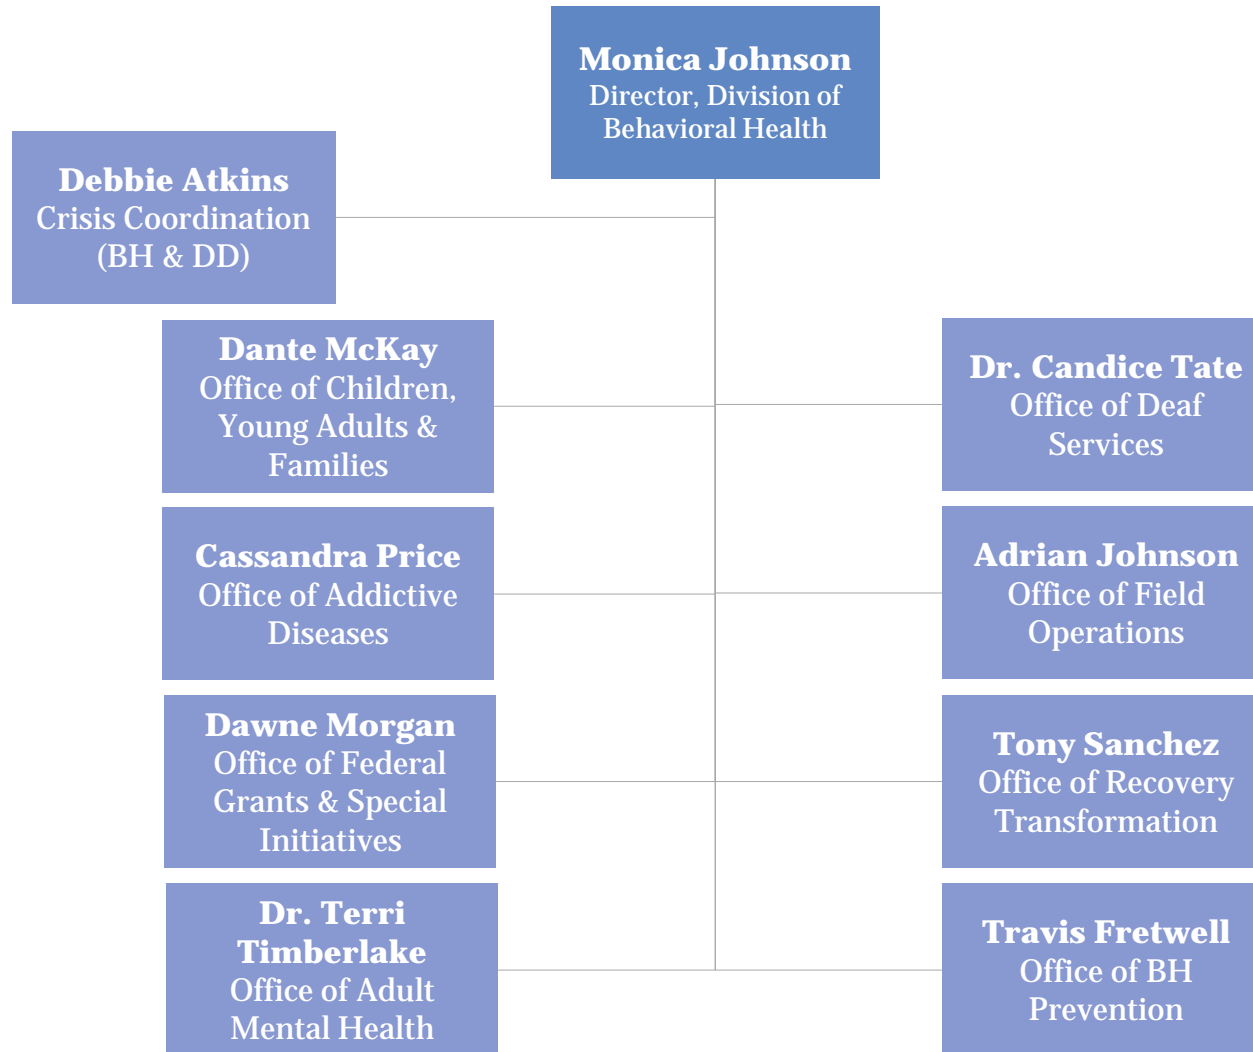 Monica Johnson
Director, Division of
Behavioral Health
Debbie Atkins
Crisis Coordination
(BH & DD)
Dante McKay
Office of Children,
Young Adults &
Families
Dr. Candice Tate
Office of Deaf
Services
Cassandra Price
Office of Addictive
Diseases
Adrian Johnson
Office of Field
Operations
Dawne Morgan
Office of Federal
Grants & Special
Initiatives
Tony Sanchez
Office of Recovery
Transformation
Dr. Terri
Timberlake
Office of Adult
Mental Health
Travis Fretwell
Office of BH
Prevention